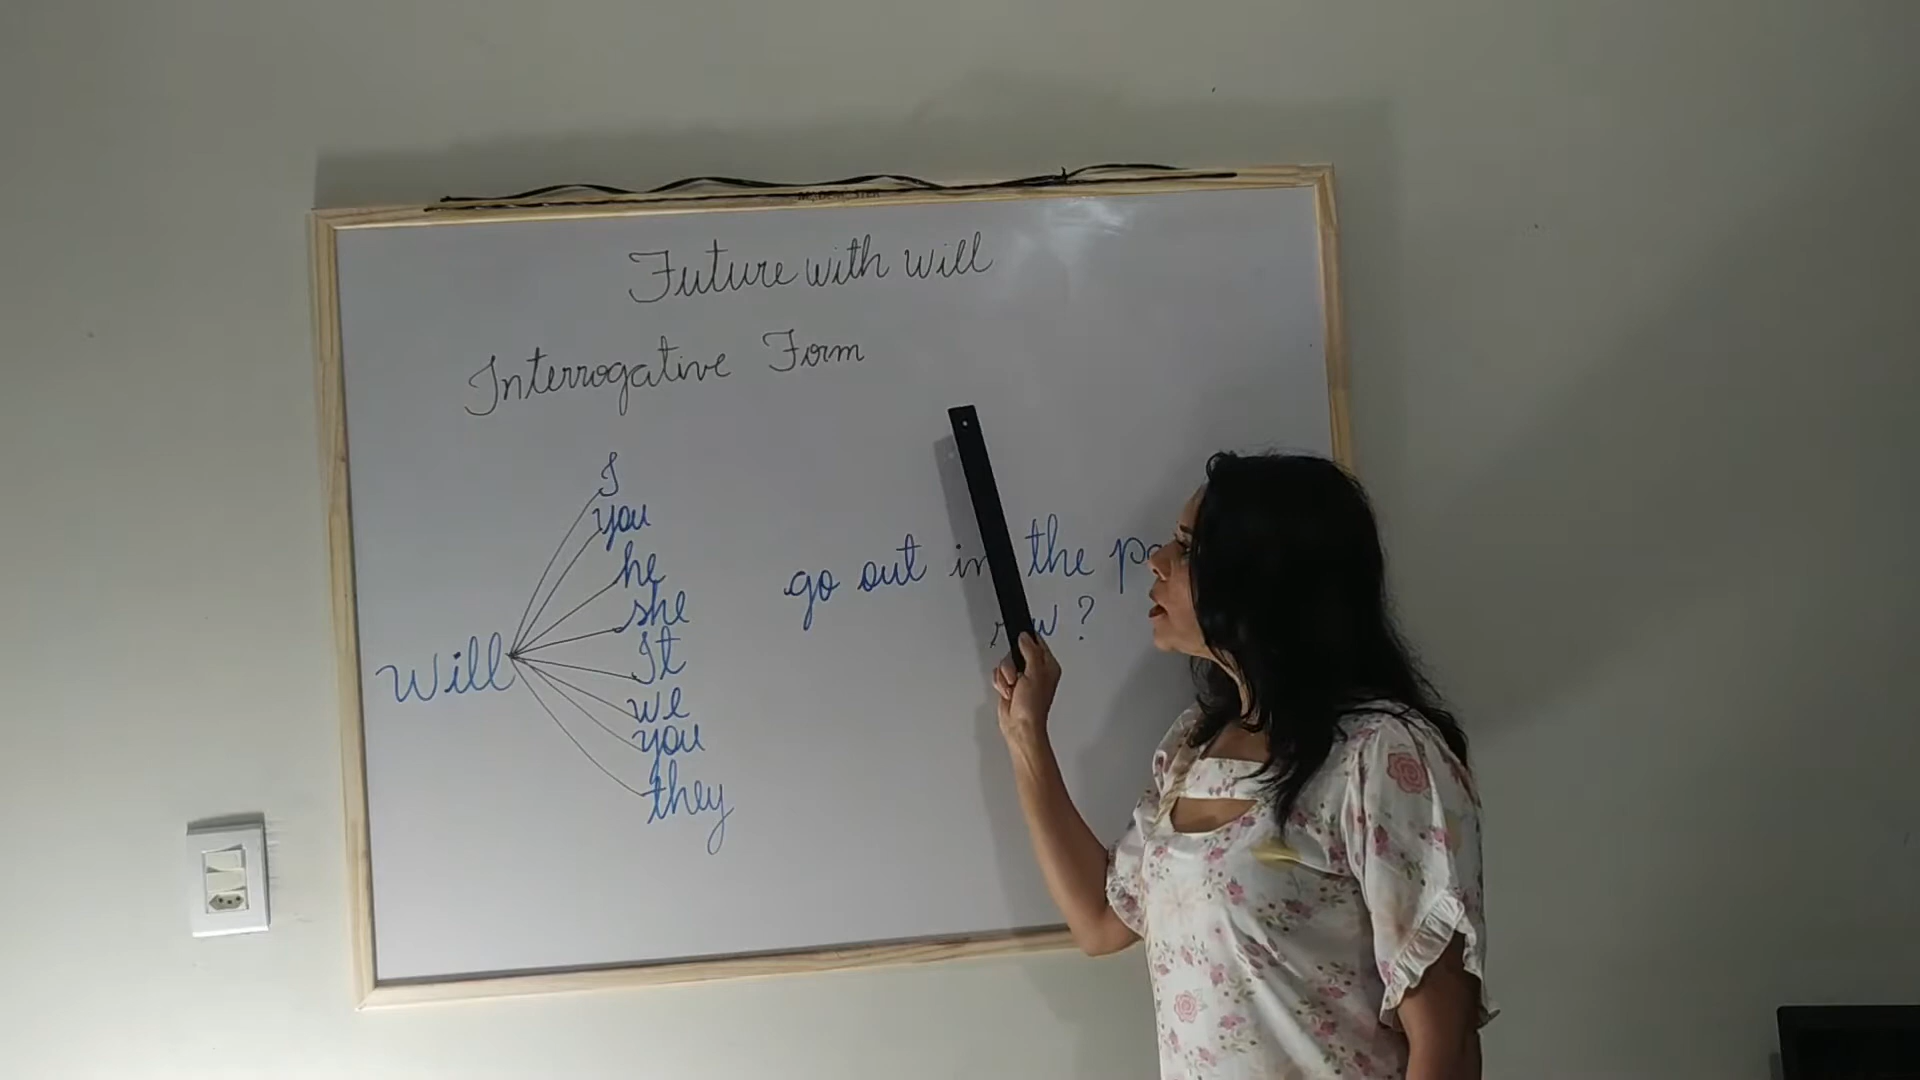 Future with will
Interrogative Form
I
you
he
she
It
we
you
they
Will
go out in the
?